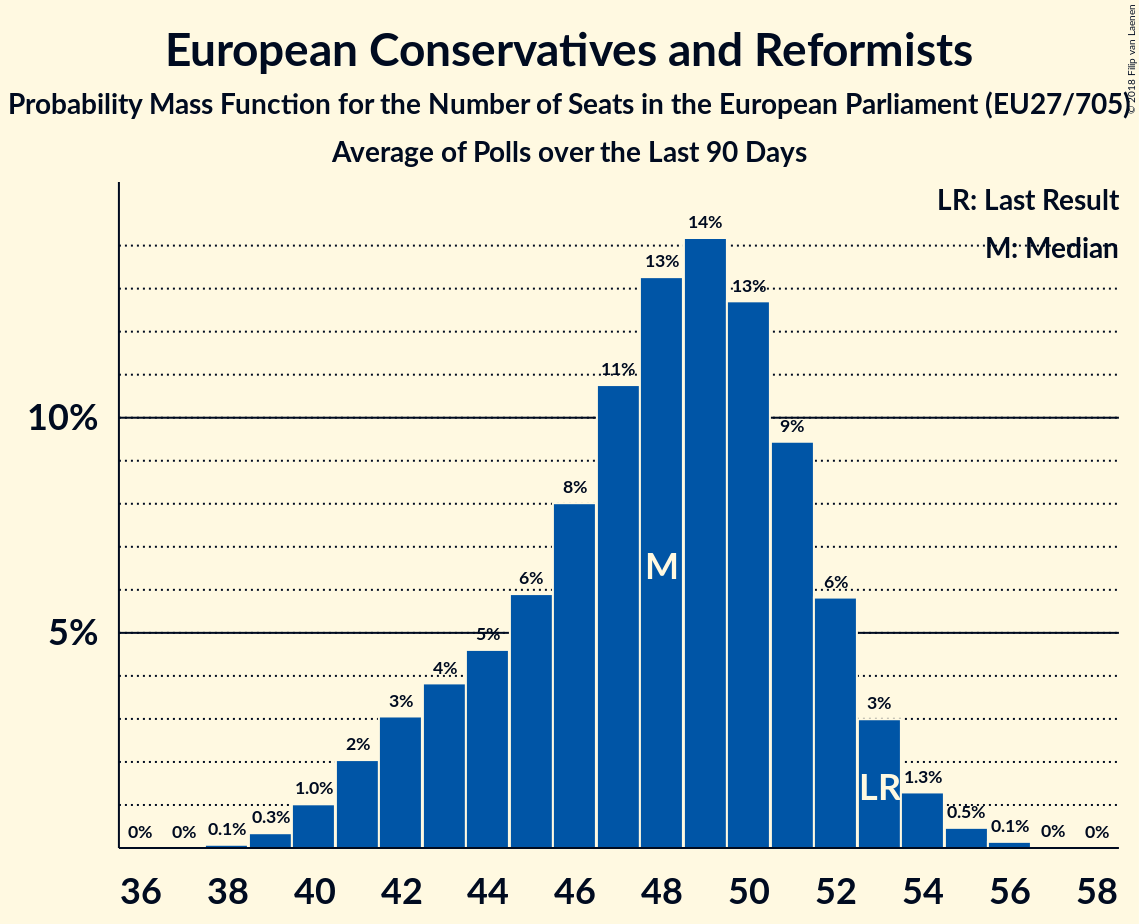 European Conservatives and Reformists
Probability Mass Function for the Number of Seats in the European Parliament (EU27/705)
Average of Polls over the Last 90 Days
© 2018 Filip van Laenen
LR: Last Result
M: Median
14%
13%
13%
11%
10%
9%
8%
6%
6%
5%
5%
4%
3%
3%
2%
1.0%
1.3%
0.3%
0.5%
0%
0%
0.1%
0.1%
0%
0%
M
LR
36 38 40 42 44 46 48 50 52 54 56 58